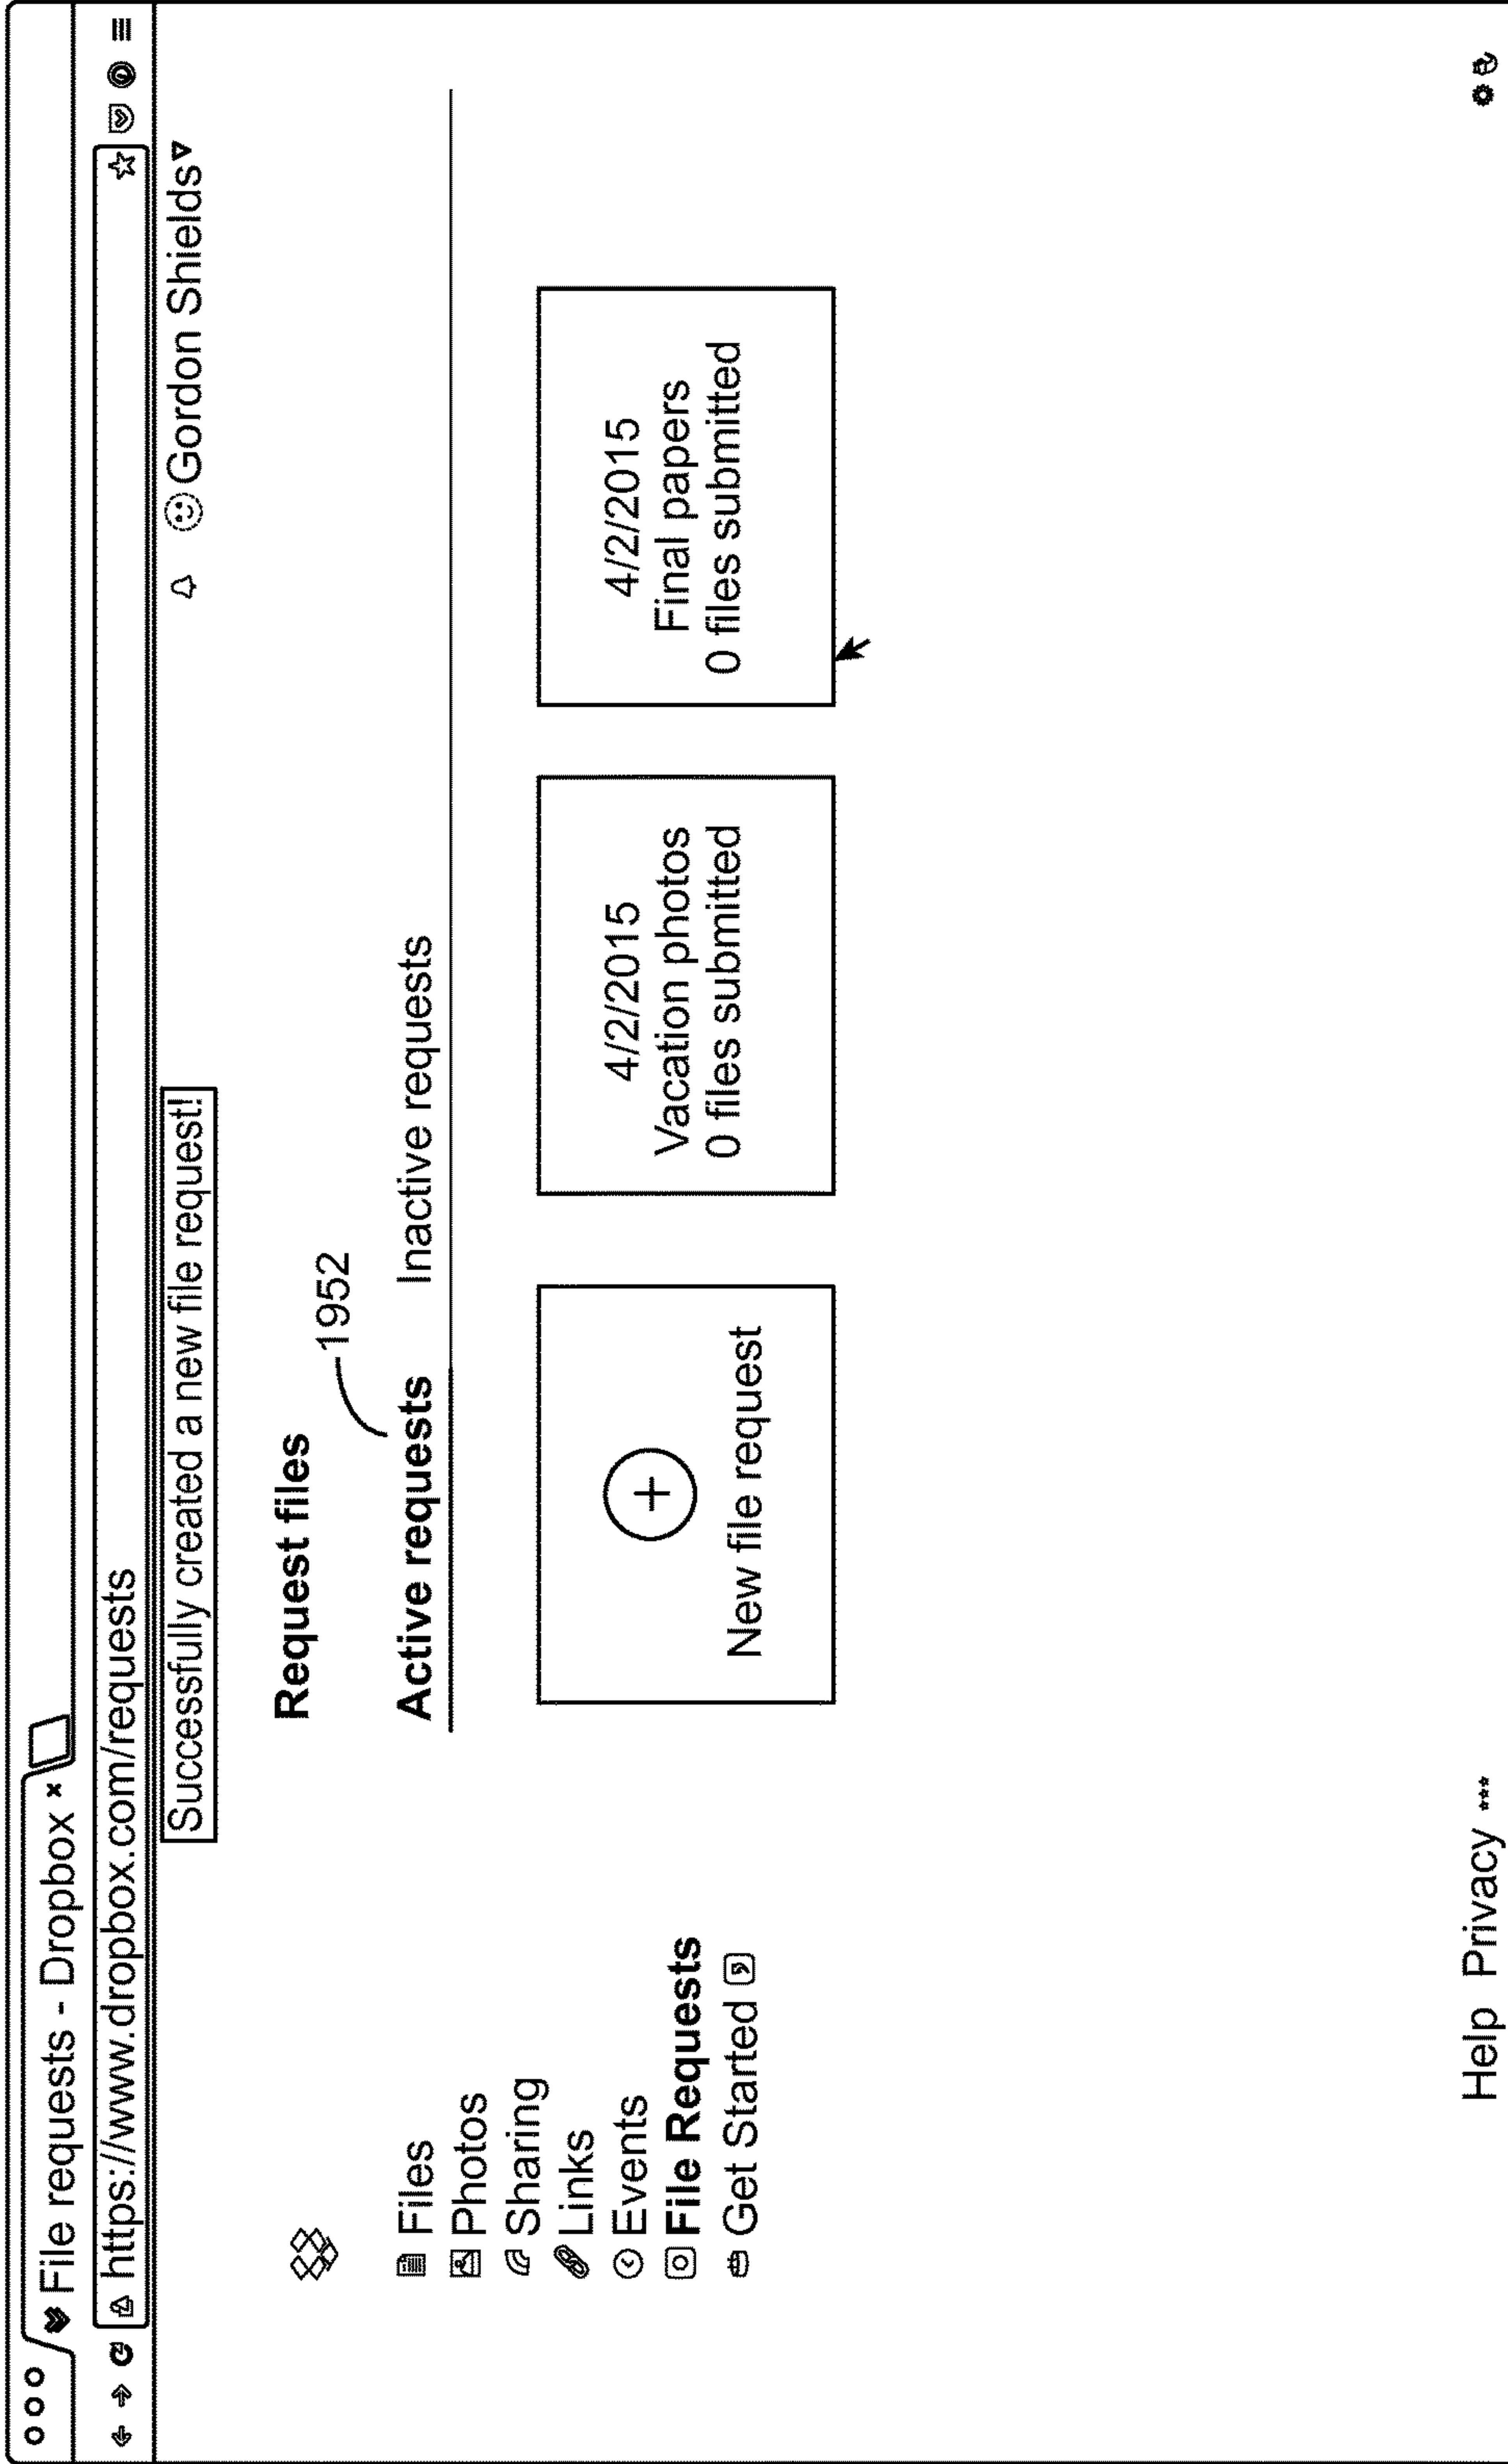 File requests - Dropbox ×
https://www.dropbox.com/requests
Successfully created a new file request!
Gordon Shields
Request files
1952
Active requests
Inactive requests
Files
Photos
Sharing
Links
Events
File Requests
Get Started
New file request
4/2/2015
Vacation photos
0 files submitted
4/2/2015
Final papers
0 files submitted
Help Privacy ***